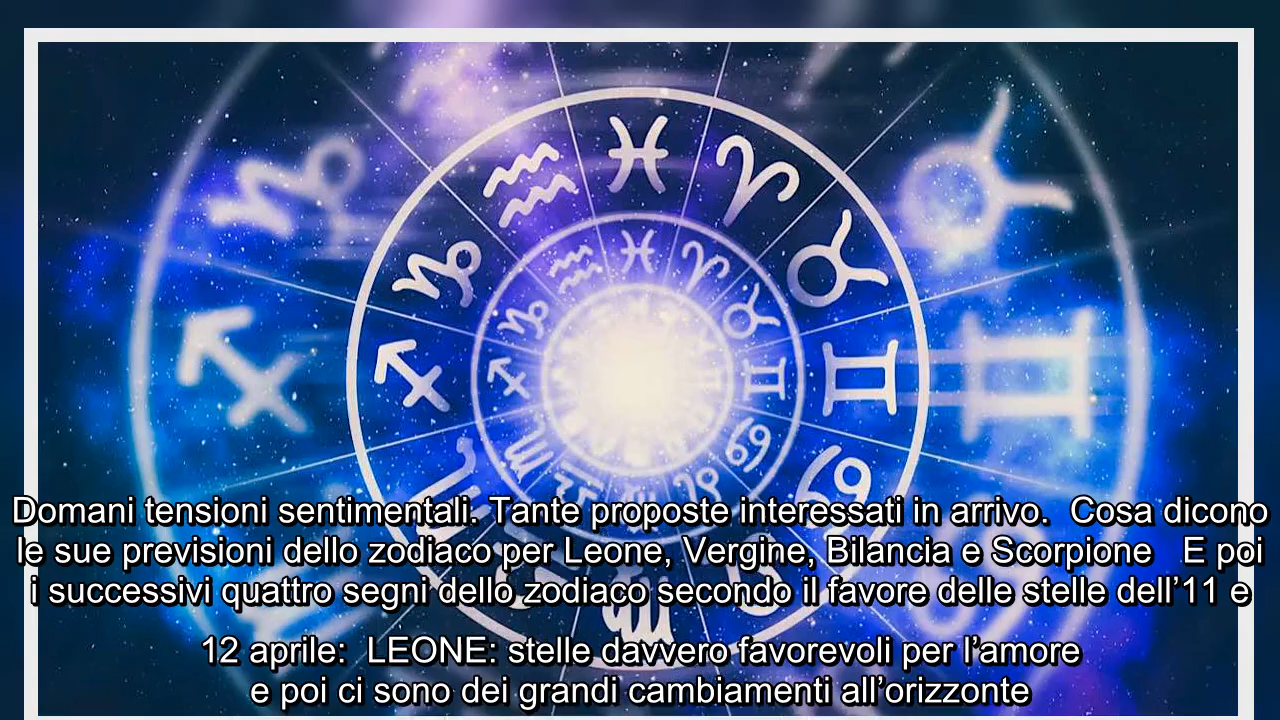 Domani tensioni sentimentali. Tante proposte interessati in arrivo.  Cosa dicono
le sue previsioni dello zodiaco per Leone, Vergine, Bilancia e Scorpione   E poi
i successivi quattro segni dello zodiaco secondo il favore delle stelle dell’11 e
12 aprile:  LEONE: stelle davvero favorevoli per l’amore
e poi ci sono dei grandi cambiamenti all’orizzonte